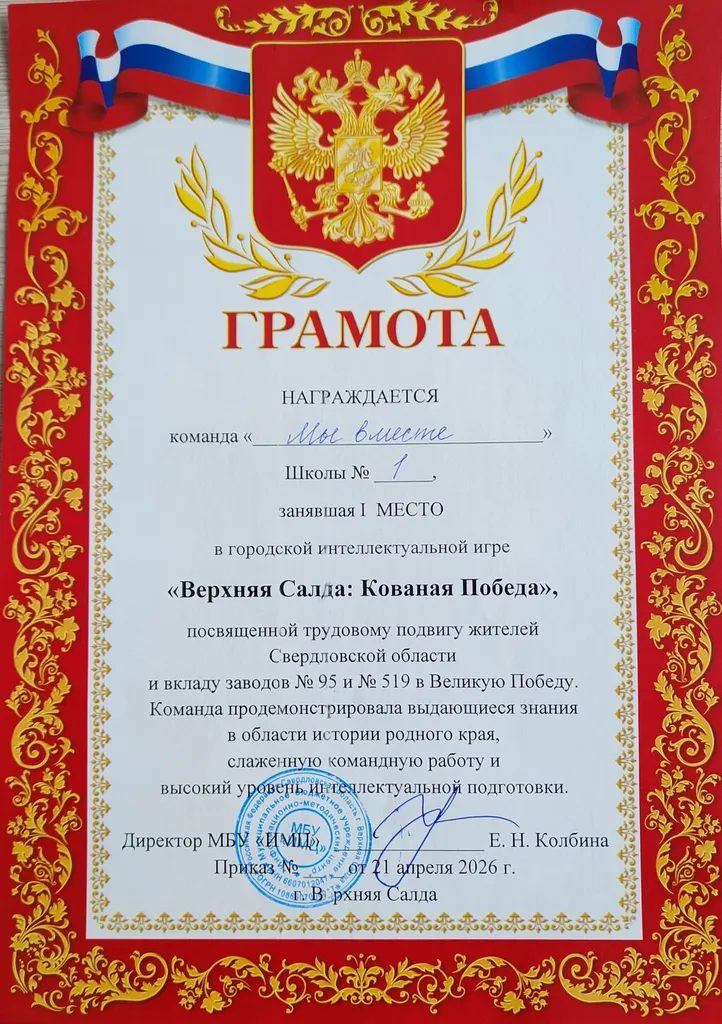 ГРАМОТА
НАГРАЖДАЕТСЯ
команда «Мы вместе»
Школы № 1,
занявшая I МЕСТО
в городской интеллектуальной игре
«Верхняя Салда: Кованая Победа»,
посвященной трудовому подвигу жителей
Свердловской области
и вкладу заводов № 95 и № 519 в Великую Победу.
Команда продемонстрировала выдающиеся знания
в области истории родного края,
слаженную командную работу и
высокий уровень интеллектуальной подготовки.
Директор МБУ «ИМЦ» Е. Н. Колбина
Приказ № от 21 апреля 2026 г.
г. В рхняя Салда
МБУ